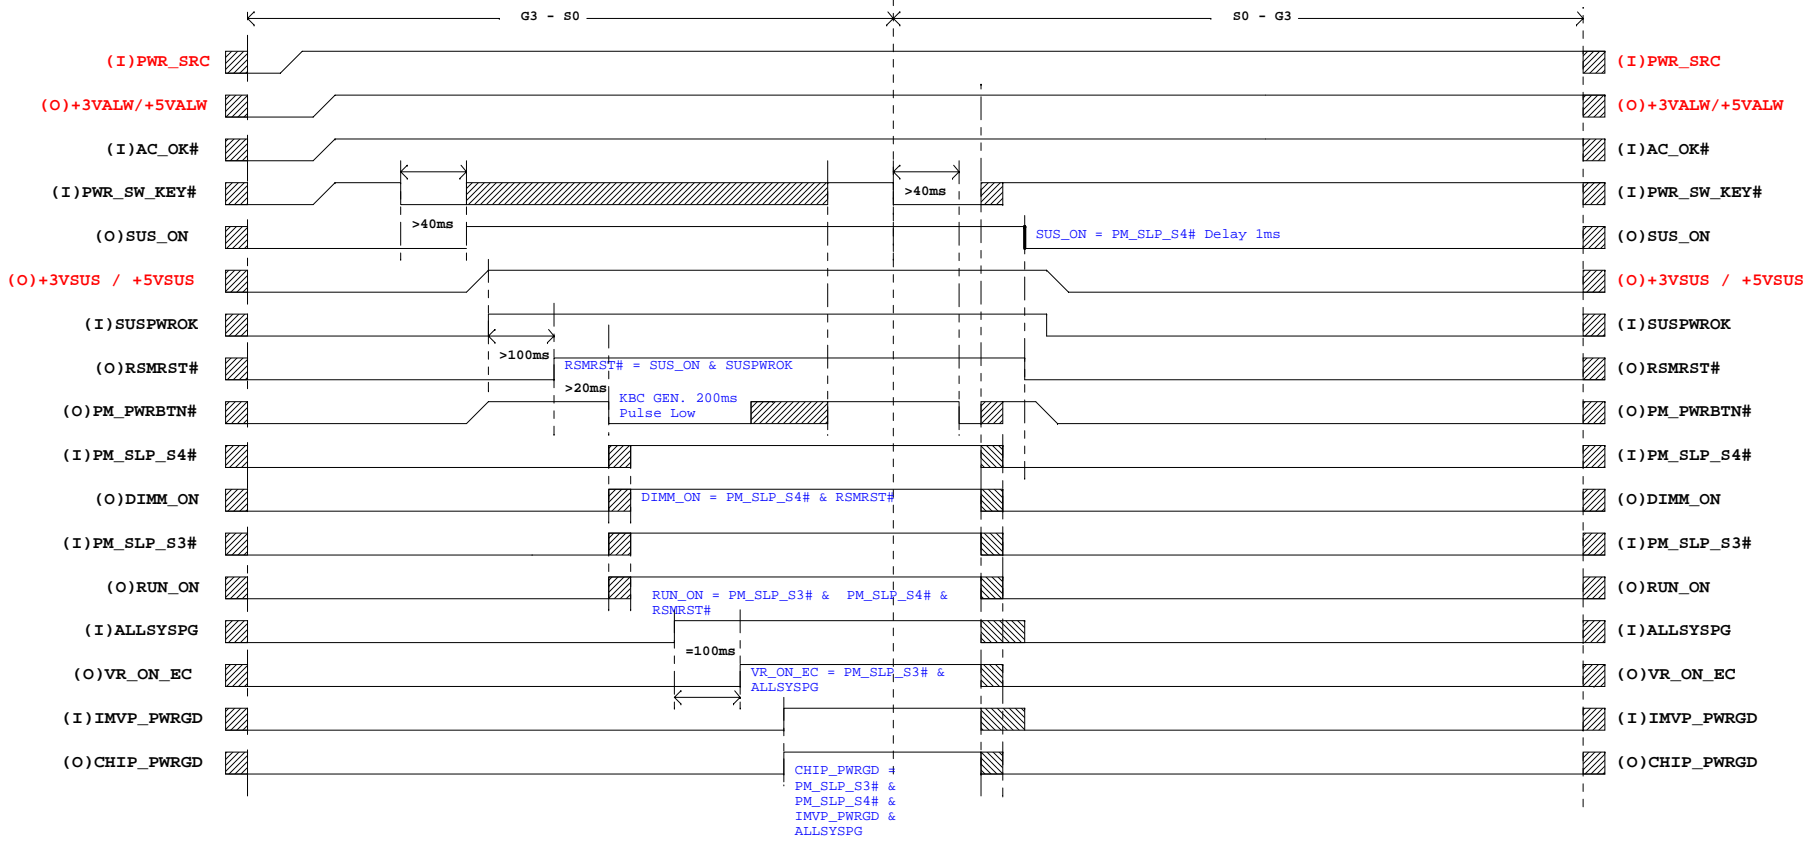 G3 - S0
S0 - G3
(I)PWR_SRC
(I)PWR_SRC
(O)+3VALW/+5VALW
(O)+3VALW/+5VALW
(I)AC_OK#
(I)AC_OK#
(I)PWR_SW_KEY#
>40ms
(I)PWR_SW_KEY#
>40ms
(O)SUS_ON
SUS_ON = PM_SLP_S4# Delay 1ms
(O)SUS_ON
(O)+3VSUS / +5VSUS
(O)+3VSUS / +5VSUS
(I)SUSPWROK
(I)SUSPWROK
>100ms
(O)RSMRST#
RSMRST# = SUS_ON & SUSPWROK
(O)RSMRST#
>20ms
KBC GEN. 200ms
Pulse Low
(O)PM_PWRBTN#
(O)PM_PWRBTN#
(I)PM_SLP_S4#
(I)PM_SLP_S4#
(O)DIMM_ON
DIMM_ON = PM_SLP_S4# & RSMRST#
(O)DIMM_ON
(I)PM_SLP_S3#
(I)PM_SLP_S3#
(O)RUN_ON
(O)RUN_ON
RUN_ON = PM_SLP_S3# & PM_SLP_S4# &
RSMRST#
(I)ALLSYSPG
(I)ALLSYSPG
=100ms
(O)VR_ON_EC
VR_ON_EC = PM_SLP_S3# &
ALLSYSPG
(O)VR_ON_EC
(I)IMVP_PWRGD
(I)IMVP_PWRGD
(O)CHIP_PWRGD
(O)CHIP_PWRGD
CHIP_PWRGD =
PM_SLP_S3# &
PM_SLP_S4# &
IMVP_PWRGD &
ALLSYSPG